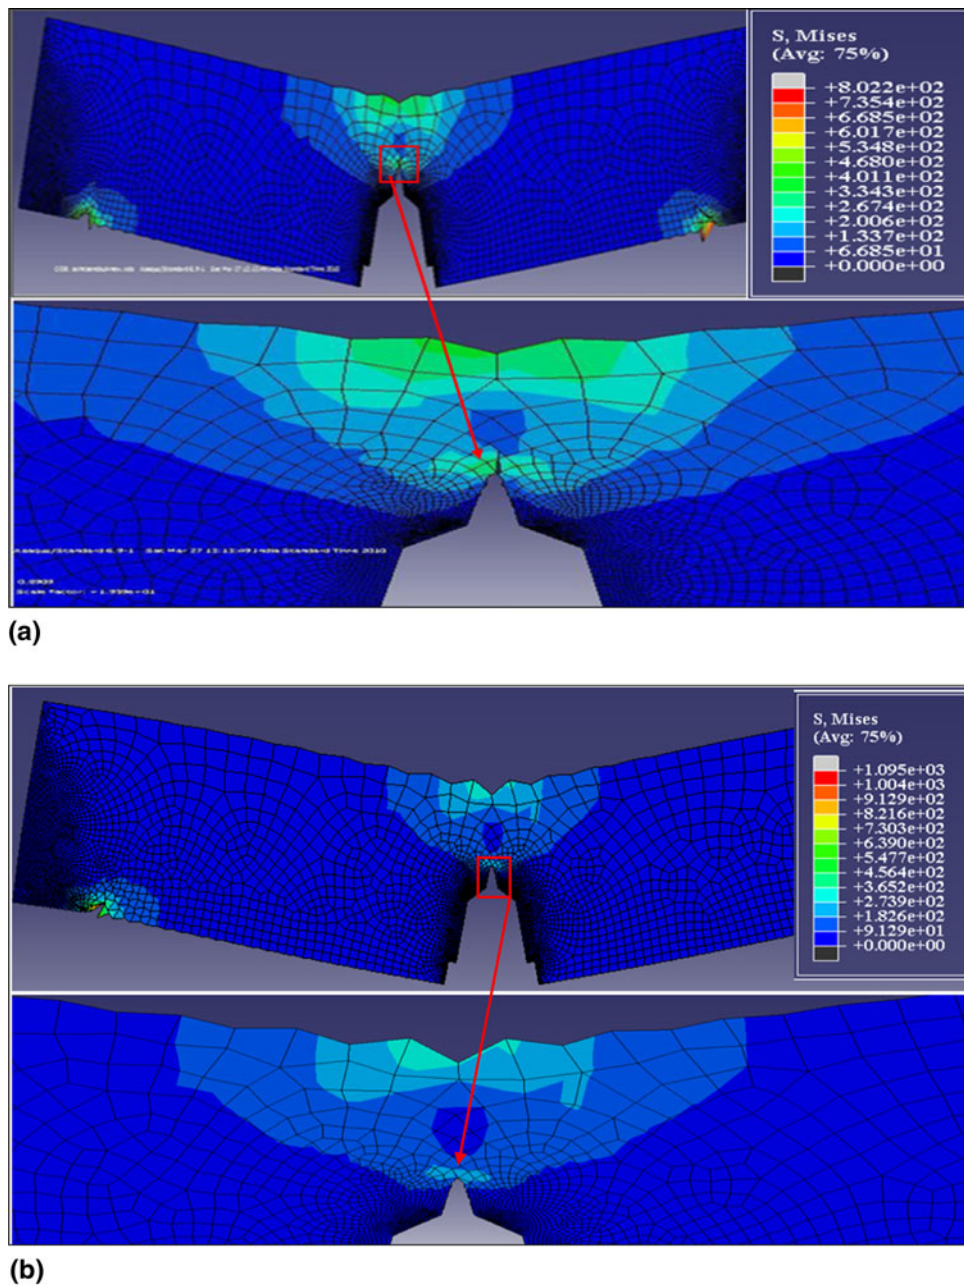 S, Mises
(Avg: 75%)
+8.022e+02
+7.354e+02
+6.685e+02
+6.017e+02
+5.348e+02
+4.680e+02
+4.011e+02
+3.343e+02
+2.674e+02
+2.006e+02
+1.337e+02
+6.685e+01
+0.000e+00
(a)
S, Mises
(Avg: 75%)
+1.095e+03
+1.004e+03
+9.129e+02
+8.216e+02
+7.303e+02
+6.390e+02
+5.477e+02
+4.564e+02
+3.652e+02
+2.739e+02
+1.826e+02
+9.129e+01
+0.000e+00
(b)